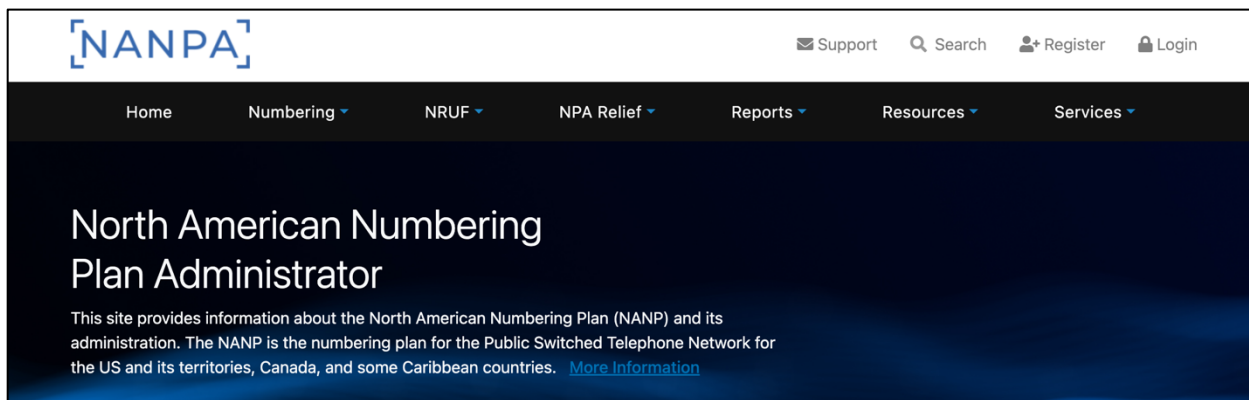 NANPA
Support Search Register Login
Home Numbering NRUF NPA Relief Reports Resources Services
North American Numbering
Plan Administrator
This site provides information about the North American Numbering Plan (NANP) and its
administration. The NANP is the numbering plan for the Public Switched Telephone Network for
the US and its territories, Canada, and some Caribbean countries. More Information